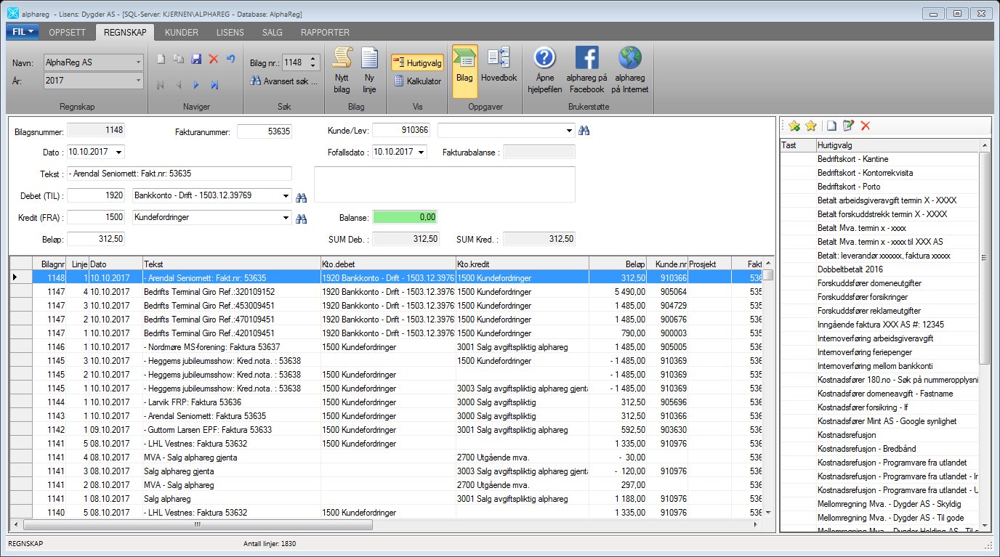 alphareg - Lisens: Dygder AS - [SQL-Server: KJERNEN\ALPHAREG - Database: AlphaReg]
FIL OPPSETT REGNSKAP KUNDER LISENS SALG RAPPORTER
Navn: AlphaReg AS
År: 2017
Regnskap
Naviger
Bilag nr.: 1148
Avansert søk ...
Søk
Nytt bilag
Ny linje
Bilag
Hurtigvalg
Kalkulator
Vis
Bilag
Hovedbok
Oppgaver
Åpne hjelpefilen
alphareg på Facebook
alphareg på Internet
Brukerstøtte
Bilagsnummer: 1148 Fakturanummer: 53635 Kunde/Lev: 910366
Dato : 10.10.2017 Fofallsdato : 10.10.2017 Fakturabalanse :
Tekst : - Arendal Seniornett: Fakt.nr: 53635
Debet (TIL) : 1920 Bankkonto - Drift - 1503.12.39769
Kredit (FRA) : 1500 Kundefordringer Balanse: 0,00
Beløp: 312,50 SUM Deb. : 312,50 SUM Kred. : 312,50
Bilagnr Linje Dato Tekst Kto.debet Kto.kredit Beløp Kunde.nr Prosjekt Fakt
1148 1 10.10.2017 - Arendal Seniornett: Fakt.nr: 53635 1920 Bankkonto - Drift - 1503.12.3976 1500 Kundefordringer 312,50 910366 536
1147 4 10.10.2017 Bedrifts Terminal Giro Ref.:320109152 1920 Bankkonto - Drift - 1503.12.3976 1500 Kundefordringer 5 490,00 905064 535
1147 3 10.10.2017 Bedrifts Terminal Giro Ref.:453009451 1920 Bankkonto - Drift - 1503.12.3976 1500 Kundefordringer 1 485,00 904729 535
1147 2 10.10.2017 Bedrifts Terminal Giro Ref.:470109451 1920 Bankkonto - Drift - 1503.12.3976 1500 Kundefordringer 1 485,00 900676 535
1147 1 10.10.2017 Bedrifts Terminal Giro Ref.:420109451 1920 Bankkonto - Drift - 1503.12.3976 1500 Kundefordringer 790,00 900003 535
1146 1 10.10.2017 - Nordmøre MS-forening: Faktura 53637 1500 Kundefordringer 3001 Salg avgiftspliktig alphareg 1 485,00 905005 536
1145 3 10.10.2017 - Heggems jubileumsshow: Kred.nota. : 53638 1500 Kundefordringer - 1 485,00 910369 536
1145 2 10.10.2017 - Heggems jubileumsshow: Kred.nota. : 53638 1500 Kundefordringer - 1 485,00 910369 536
1145 1 10.10.2017 - Heggems jubileumsshow: Kred.nota. : 53638 1500 Kundefordringer 3003 Salg avgiftspliktig alphareg gjenta - 1 485,00 910369 536
1144 1 10.10.2017 - Larvik FRP: Faktura 53636 1500 Kundefordringer 3000 Salg avgiftspliktig 312,50 905696 536
1143 1 10.10.2017 - Arendal Seniornett: Faktura 53635 1500 Kundefordringer 3000 Salg avgiftspliktig 312,50 910366 536
1142 1 09.10.2017 - Guttorm Larsen EPF: Faktura 53633 1500 Kundefordringer 3001 Salg avgiftspliktig alphareg 592,50 903630 536
1141 5 08.10.2017 - LHL Vestnes: Faktura 53632 1500 Kundefordringer 1 335,00 910976 536
1141 4 08.10.2017 MVA - Salg alphareg gjenta 2700 Utgående mva. - 30,00 536
1141 3 08.10.2017 Salg alphareg gjenta 3003 Salg avgiftspliktig alphareg gjenta - 120,00 910976 536
1141 2 08.10.2017 MVA - Salg alphareg 2700 Utgående mva. 297,00 536
1141 1 08.10.2017 Salg alphareg 3001 Salg avgiftspliktig alphareg 1 188,00 910976 536
1140 5 08.10.2017 - LHL Vestnes: Faktura 53632 1500 Kundefordringer 1 335,00 910976 536
Tast Hurtigvalg
Bedriftskort - Kantine
Bedriftskort - Kontorrekvisita
Bedriftskort - Porto
Betalt arbeidsgiveravgift termin X - XXXX
Betalt forskuddstrekk termin X - XXXX
Betalt Mva. termin x - xxxx
Betalt Mva. termin x - xxxx til XXX AS
Betalt: leverandør xxxxxx, faktura xxxxx
Dobbeltbetalt 2016
Forskuddsfører domeneutgifter
Forskuddsfører forsikringer
Forskuddsfører reklameutgifter
Inngående faktura XXX AS #: 12345
Internoverføring arbeidsgiveravgift
Internoverføring feriepenger
Internoverføring mellom bankkonti
Kostnadsfører 180.no - Søk på nummeropplysni
Kostnadsfører domeneavgift - Fastname
Kostnadsfører forsikring - If
Kostnadsfører Mint AS - Google synlighet
Kostnadsrefusjon
Kostnadsrefusjon - Bredbånd
Kostnadsrefusjon - Programvare fra utlandet
Kostnadsrefusjon - Programvare fra utlandet - In
Kostnadsrefusjon - Programvare fra utlandet - U
Mellomregning Mva. - Dygder AS - Skyldig
Mellomregning Mva. - Dygder AS - Til gode
Mellomregning Mva. - Dygder Holding AS - Til g
REGNSKAP Antall linjer: 1830